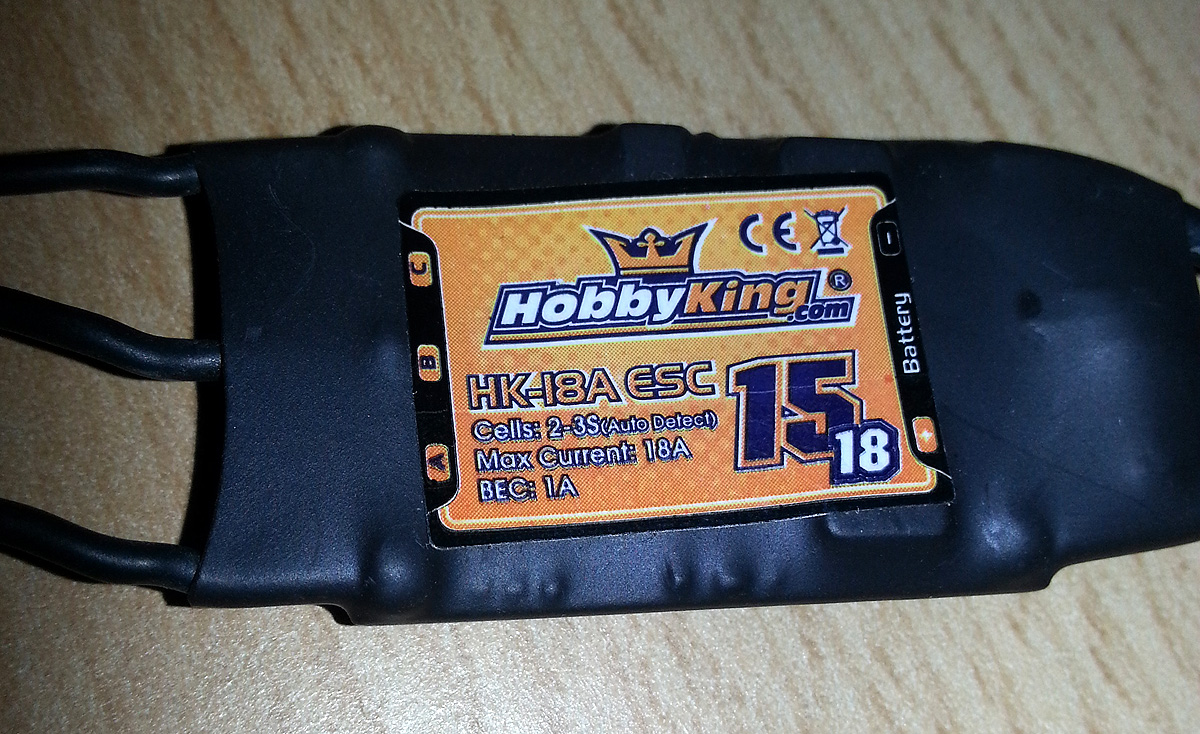 CE
HobbyKing®
.com
HK-18A ESC
Cells: 2-3S(Auto Detect)
Max Current: 18A
BEC: 1A
15
18
C
B
A
-
Battery
+